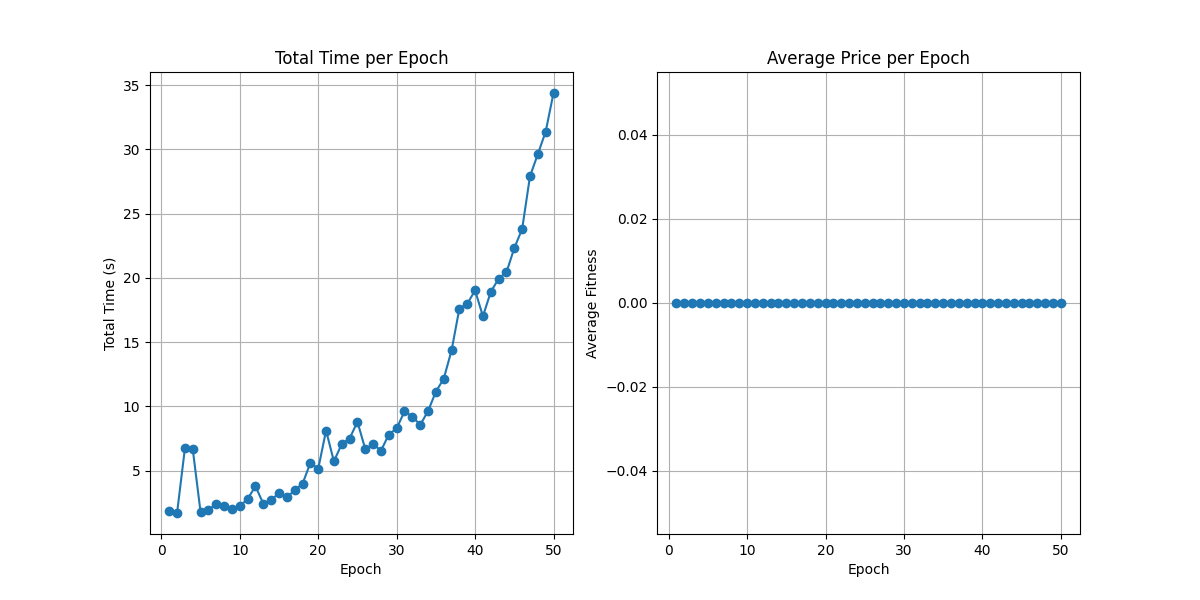 Total Time per Epoch
35
30
25
20
15
10
5
Total Time (s)
0 10 20 30 40 50
Epoch
Average Price per Epoch
0.04
0.02
0.00
−0.02
−0.04
Average Fitness
0 10 20 30 40 50
Epoch